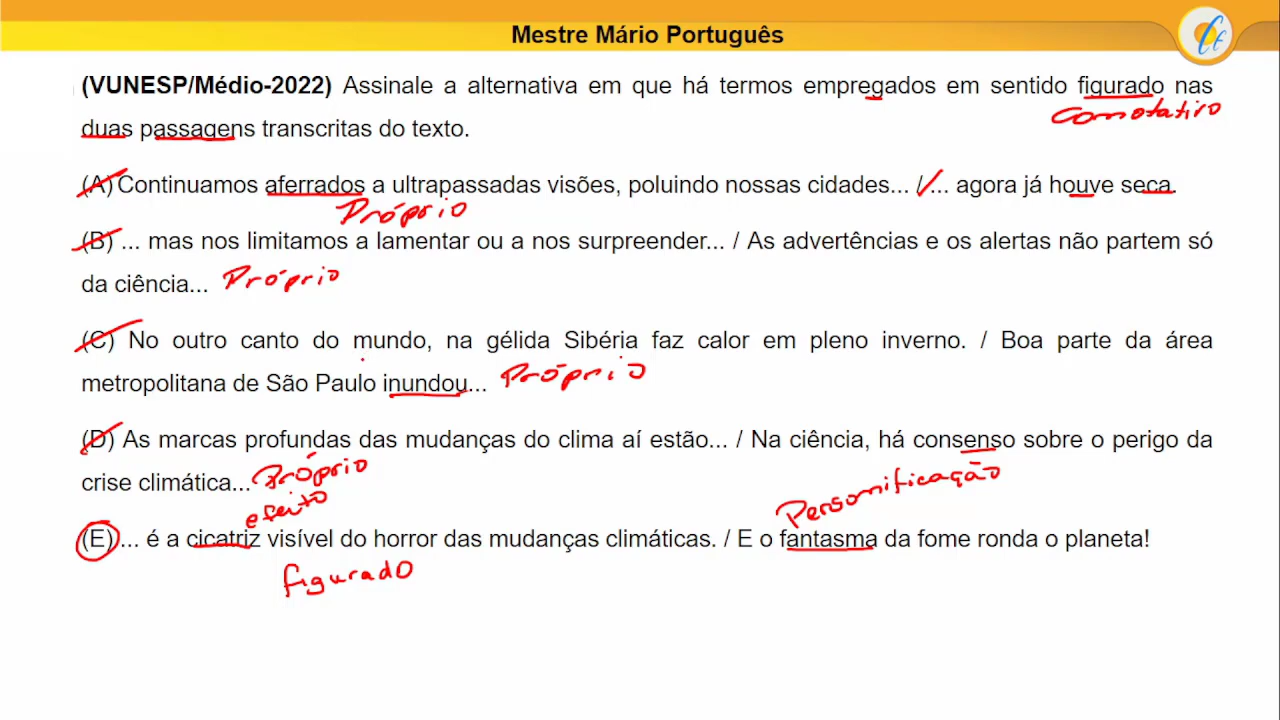 Mestre Mário Português
(VUNESP/Médio-2022) Assinale a alternativa em que há termos empregados em sentido figurado nas
conotativo
duas passagens transcritas do texto.
(A) Continuamos aferrados a ultrapassadas visões, poluindo nossas cidades... / ... agora já houve seca.
Próprio
(B) ... mas nos limitamos a lamentar ou a nos surpreender... / As advertências e os alertas não partem só
da ciência... Próprio
(C) No outro canto do mundo, na gélida Sibéria faz calor em pleno inverno. / Boa parte da área
metropolitana de São Paulo inundou... Próprio
(D) As marcas profundas das mudanças do clima aí estão... / Na ciência, há consenso sobre o perigo da
crise climática... Próprio
efeito Personificação
(E) ... é a cicatriz visível do horror das mudanças climáticas. / E o fantasma da fome ronda o planeta!
figurado